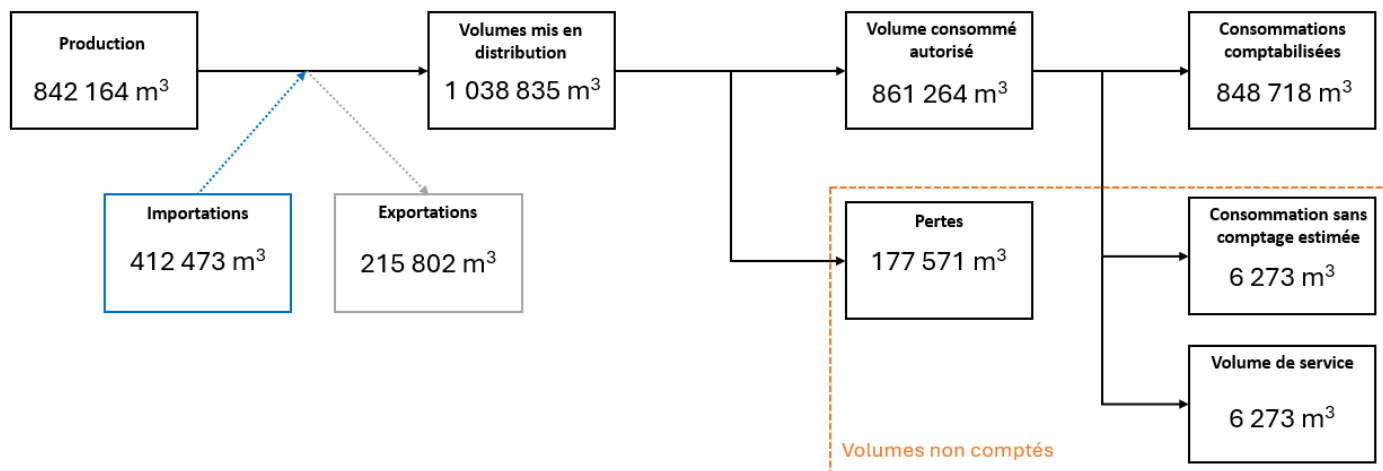 Production
842 164 m³
Volumes mis en
distribution
1 038 835 m³
Volume consommé
autorisé
861 264 m³
Consommations
comptabilisées
848 718 m³
Importations
412 473 m³
Exportations
215 802 m³
Pertes
177 571 m³
Consommation sans
comptage estimée
6 273 m³
Volume de service
6 273 m³
Volumes non comptés